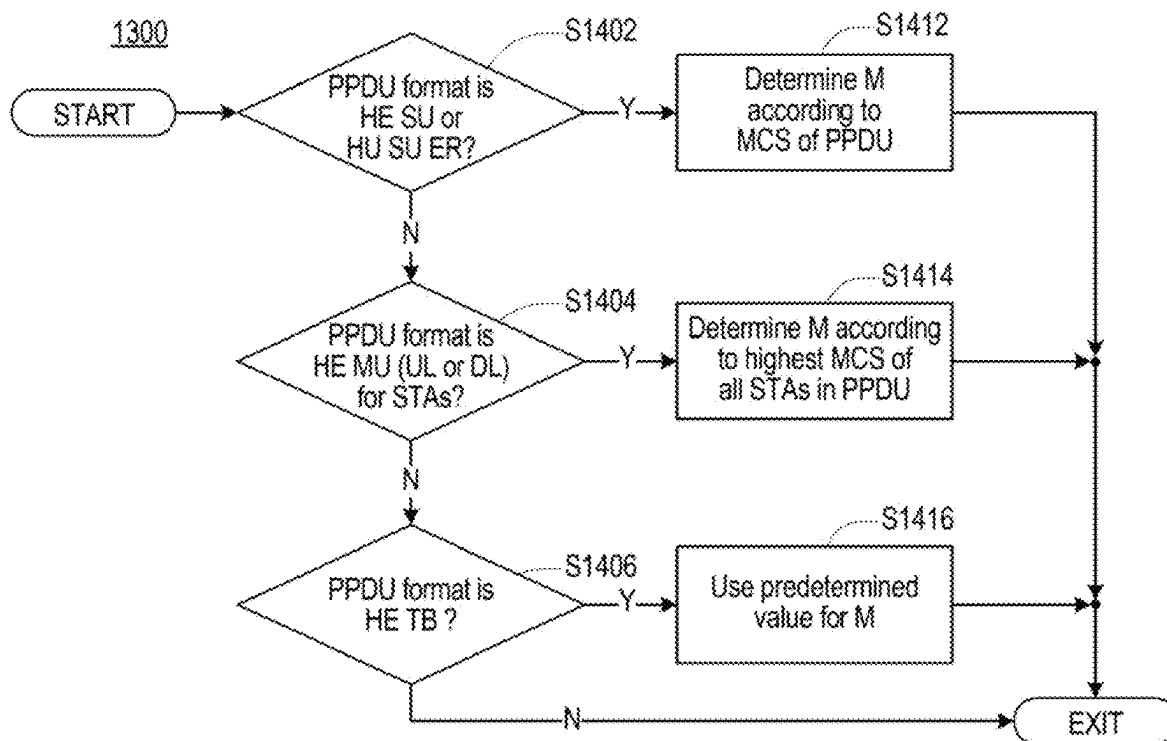 1300
START
S1402
PPDU format is
HE SU or
HU SU ER?
Y
S1412
Determine M
according to
MCS of PPDU
N
S1404
PPDU format is
HE MU (UL or DL)
for STAs?
Y
S1414
Determine M according
to highest MCS of
all STAs in PPDU
N
S1406
PPDU format is
HE TB ?
Y
S1416
Use predetermined
value for M
N
EXIT